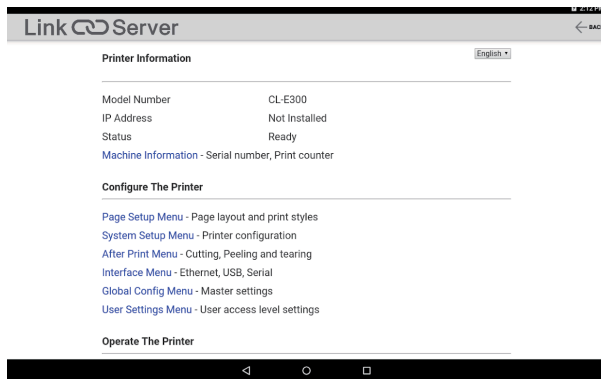 2:12 P
Link Server
BAC
Printer Information
English
Model Number CL-E300
IP Address Not Installed
Status Ready
Machine Information - Serial number, Print counter
Configure The Printer
Page Setup Menu - Page layout and print styles
System Setup Menu - Printer configuration
After Print Menu - Cutting, Peeling and tearing
Interface Menu - Ethernet, USB, Serial
Global Config Menu - Master settings
User Settings Menu - User access level settings
Operate The Printer